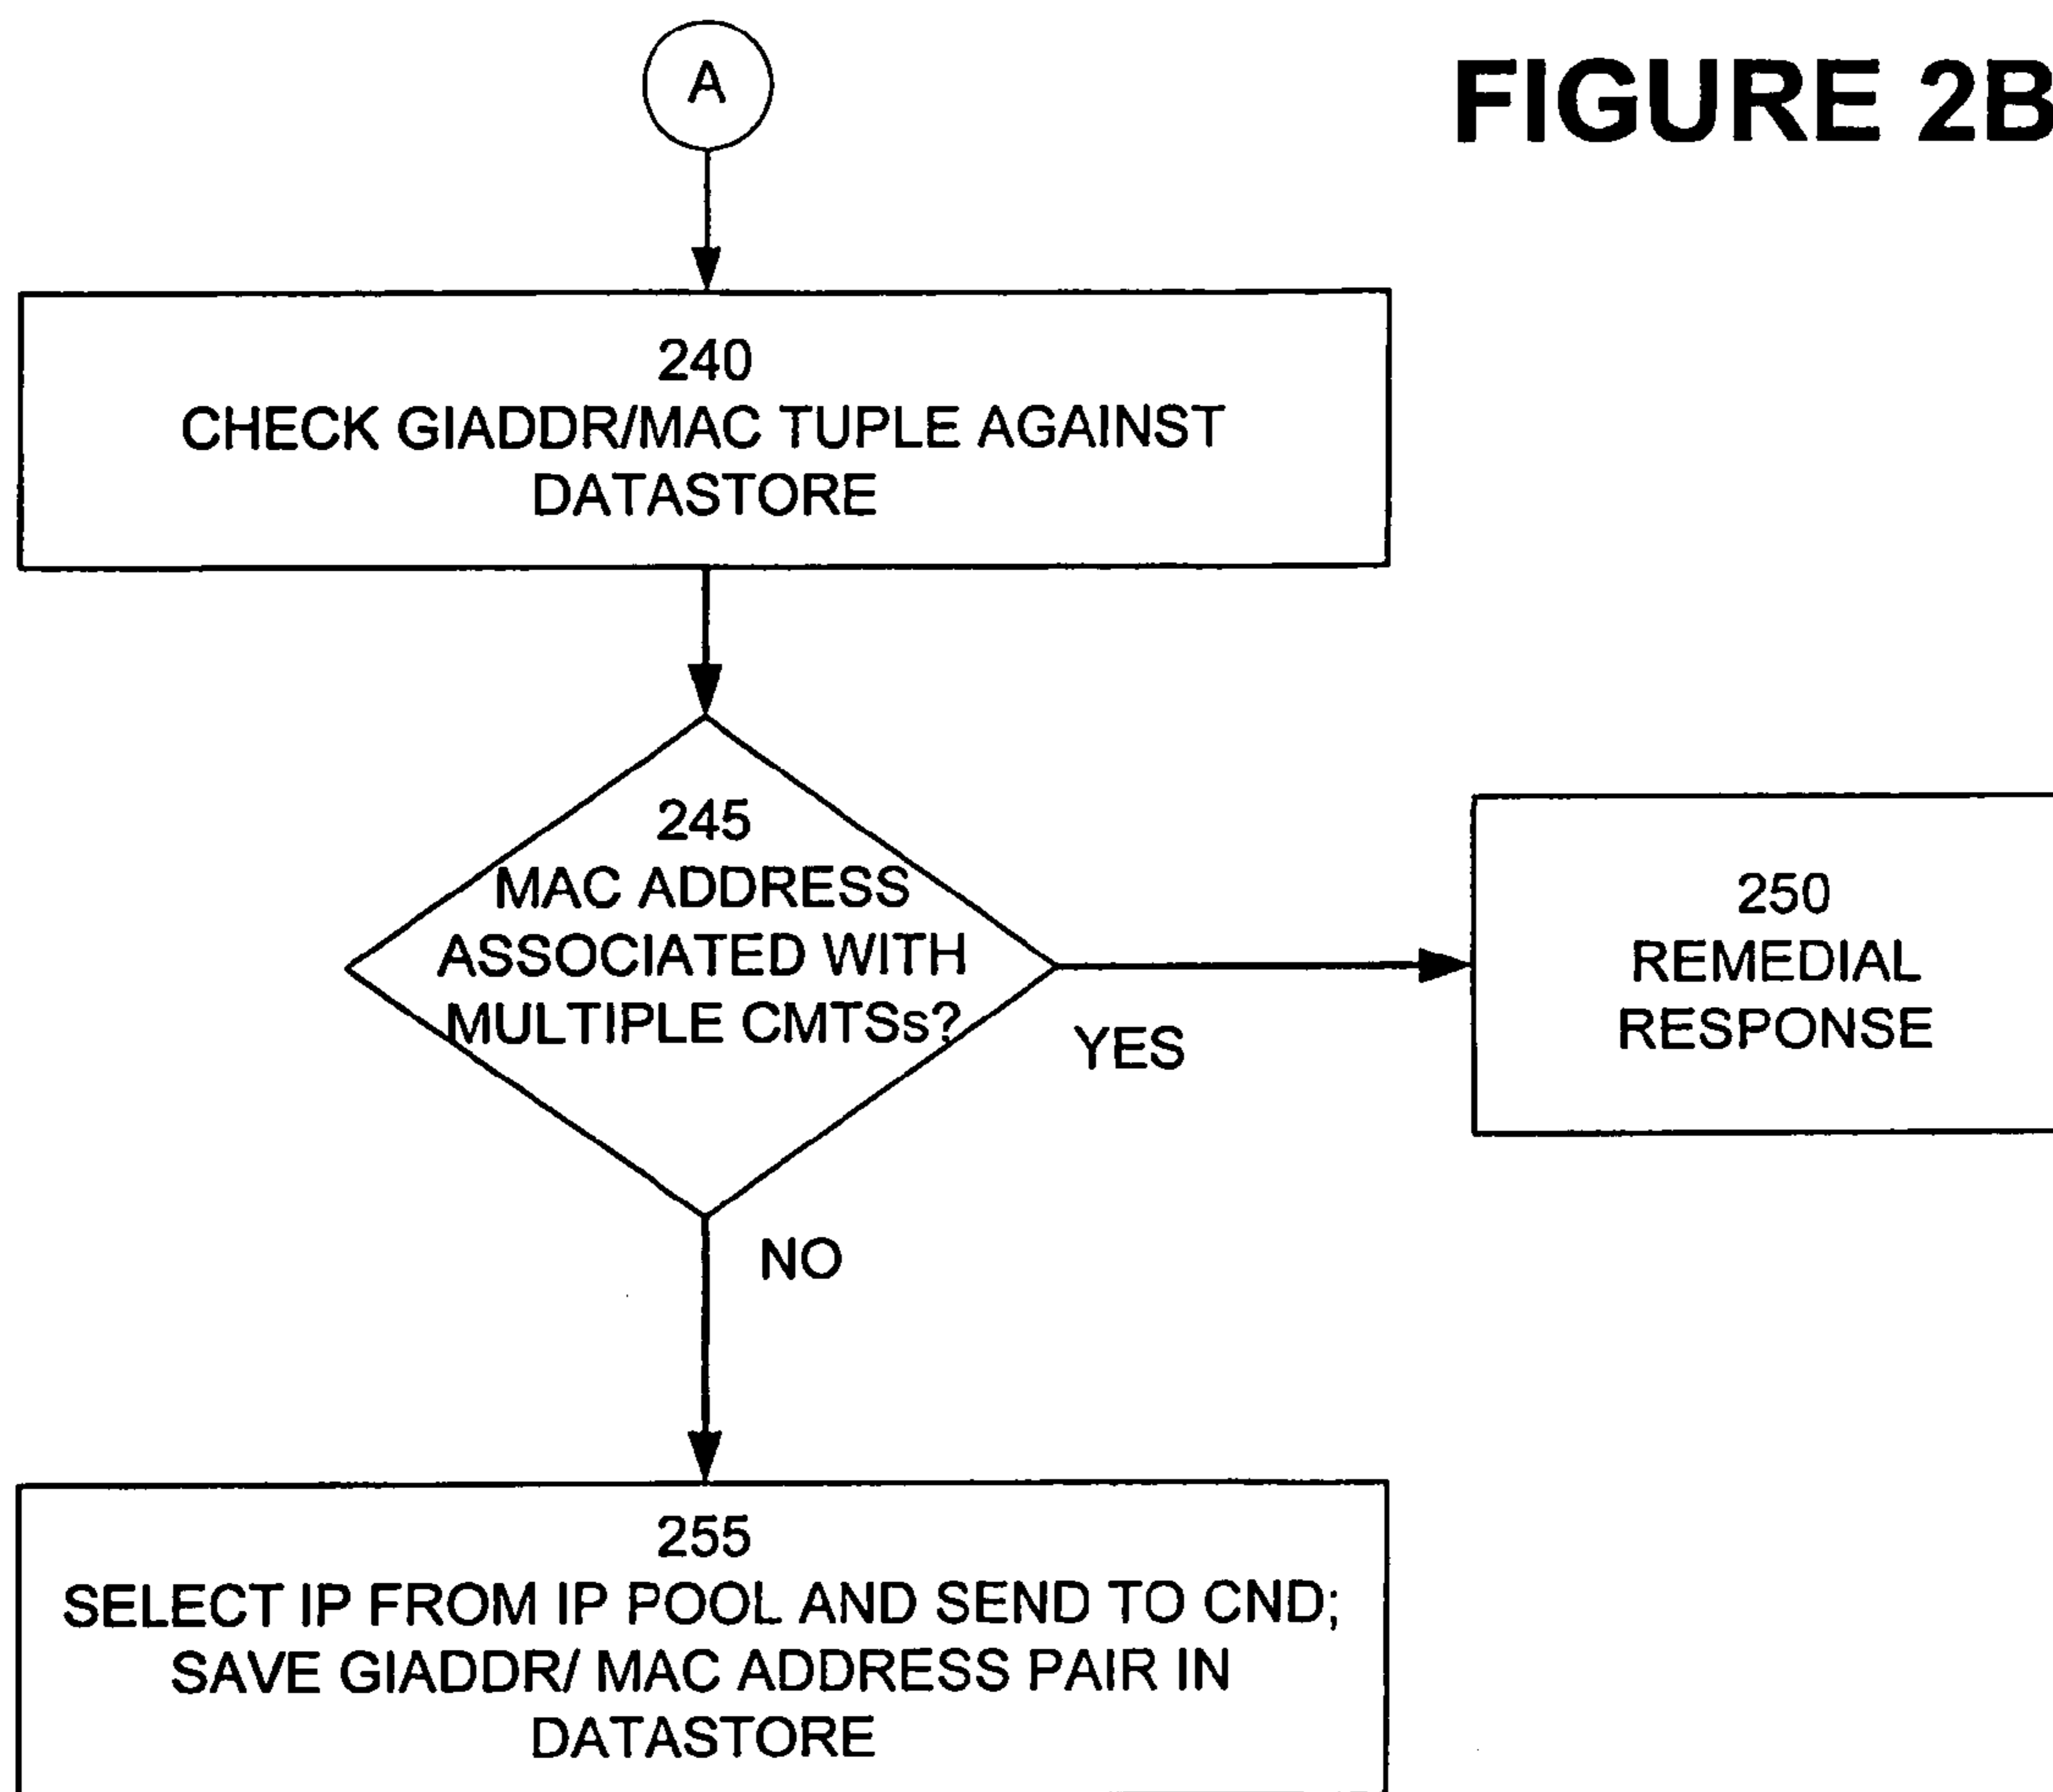 A
FIGURE 2B
240
CHECK GIADDR/MAC TUPLE AGAINST
DATASTORE
245
MAC ADDRESS
ASSOCIATED WITH
MULTIPLE CMTSs?
YES
250
REMEDIAL
RESPONSE
NO
255
SELECT IP FROM IP POOL AND SEND TO CND;
SAVE GIADDR/ MAC ADDRESS PAIR IN
DATASTORE